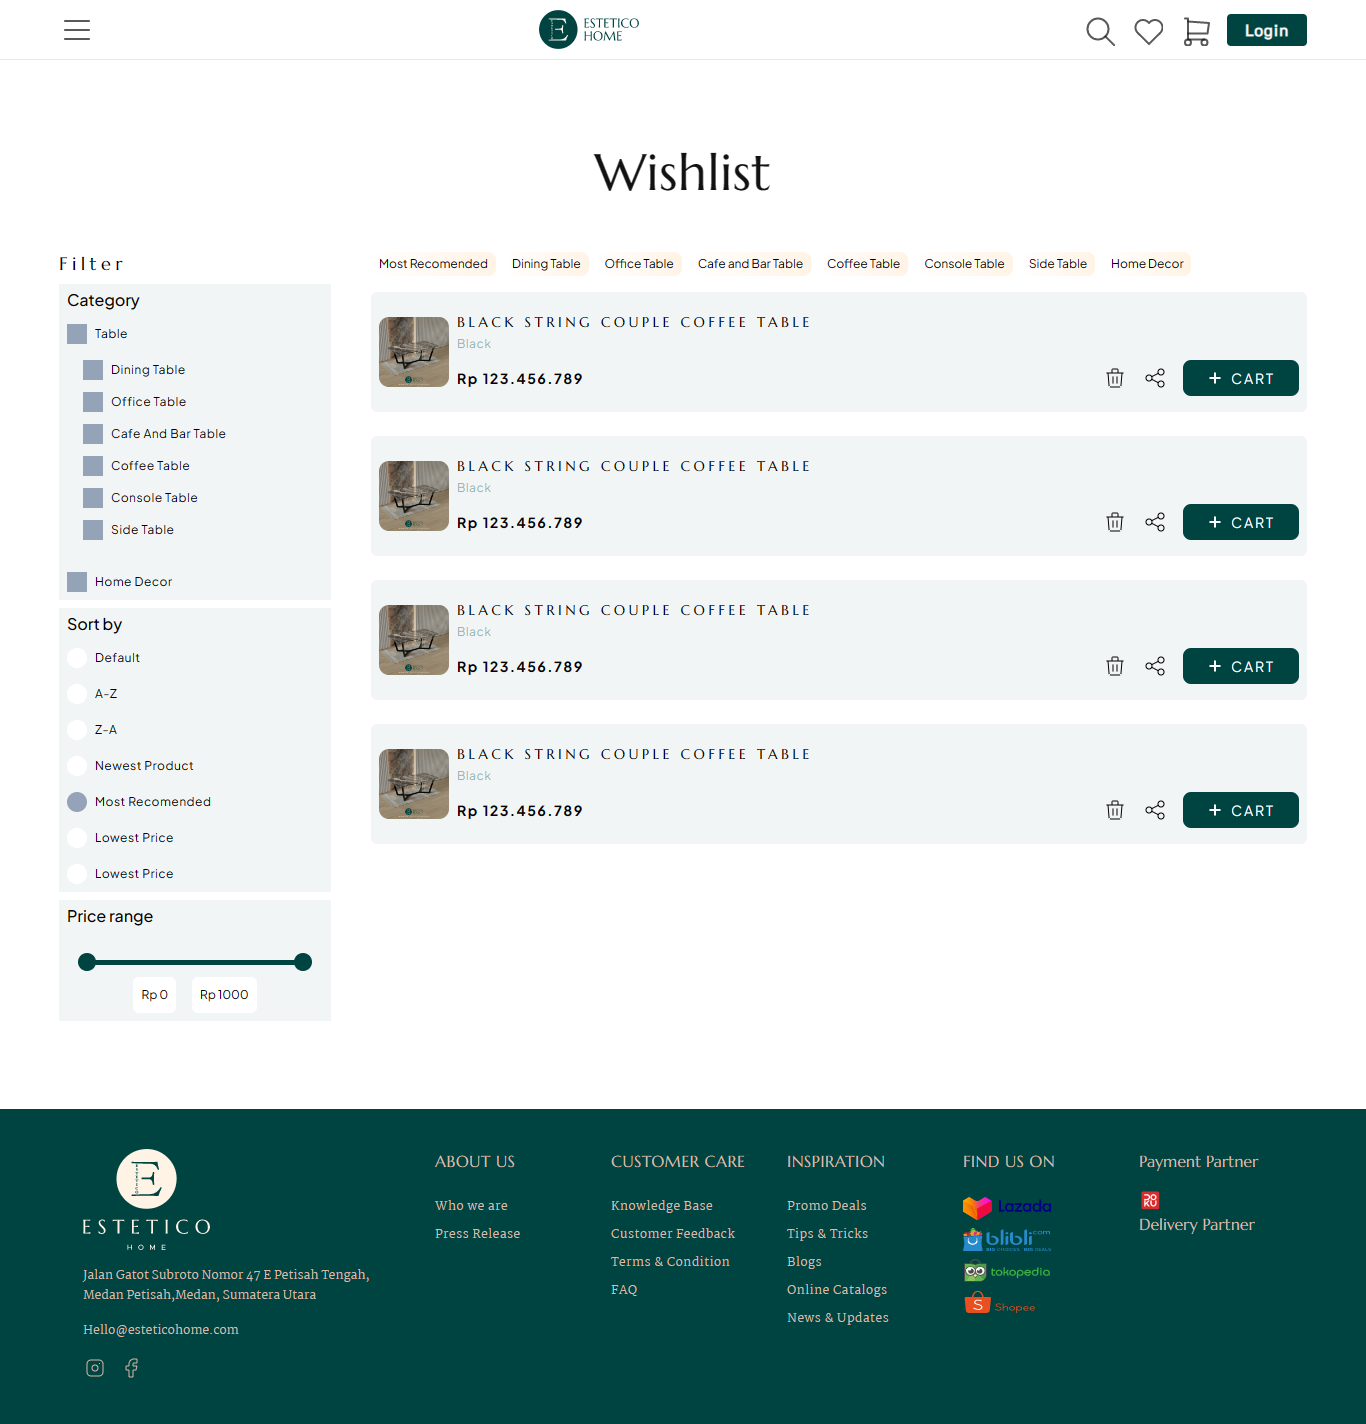 E ESTETICO
HOME
Login
Wishlist
Filter
Category
Table
Dining Table
Office Table
Cafe And Bar Table
Coffee Table
Console Table
Side Table
Home Decor
Sort by
Default
A-Z
Z-A
Newest Product
Most Recomended
Lowest Price
Lowest Price
Price range
Rp 0 Rp 1000
Most Recomended Dining Table Office Table Cafe and Bar Table Coffee Table Console Table Side Table Home Decor
BLACK STRING COUPLE COFFEE TABLE
Black
Rp 123.456.789
+ CART
BLACK STRING COUPLE COFFEE TABLE
Black
Rp 123.456.789
+ CART
BLACK STRING COUPLE COFFEE TABLE
Black
Rp 123.456.789
+ CART
BLACK STRING COUPLE COFFEE TABLE
Black
Rp 123.456.789
+ CART
E
ESTETICO
HOME
Jalan Gatot Subroto Nomor 47 E Petisah Tengah,
Medan Petisah,Medan, Sumatera Utara
Hello@esteticohome.com
ABOUT US
Who we are
Press Release
CUSTOMER CARE
Knowledge Base
Customer Feedback
Terms & Condition
FAQ
INSPIRATION
Promo Deals
Tips & Tricks
Blogs
Online Catalogs
News & Updates
FIND US ON
Lazada
blibli.com
BIG CHOICES BIG DEALS
tokopedia
S Shopee
Payment Partner
DOKU
Delivery Partner